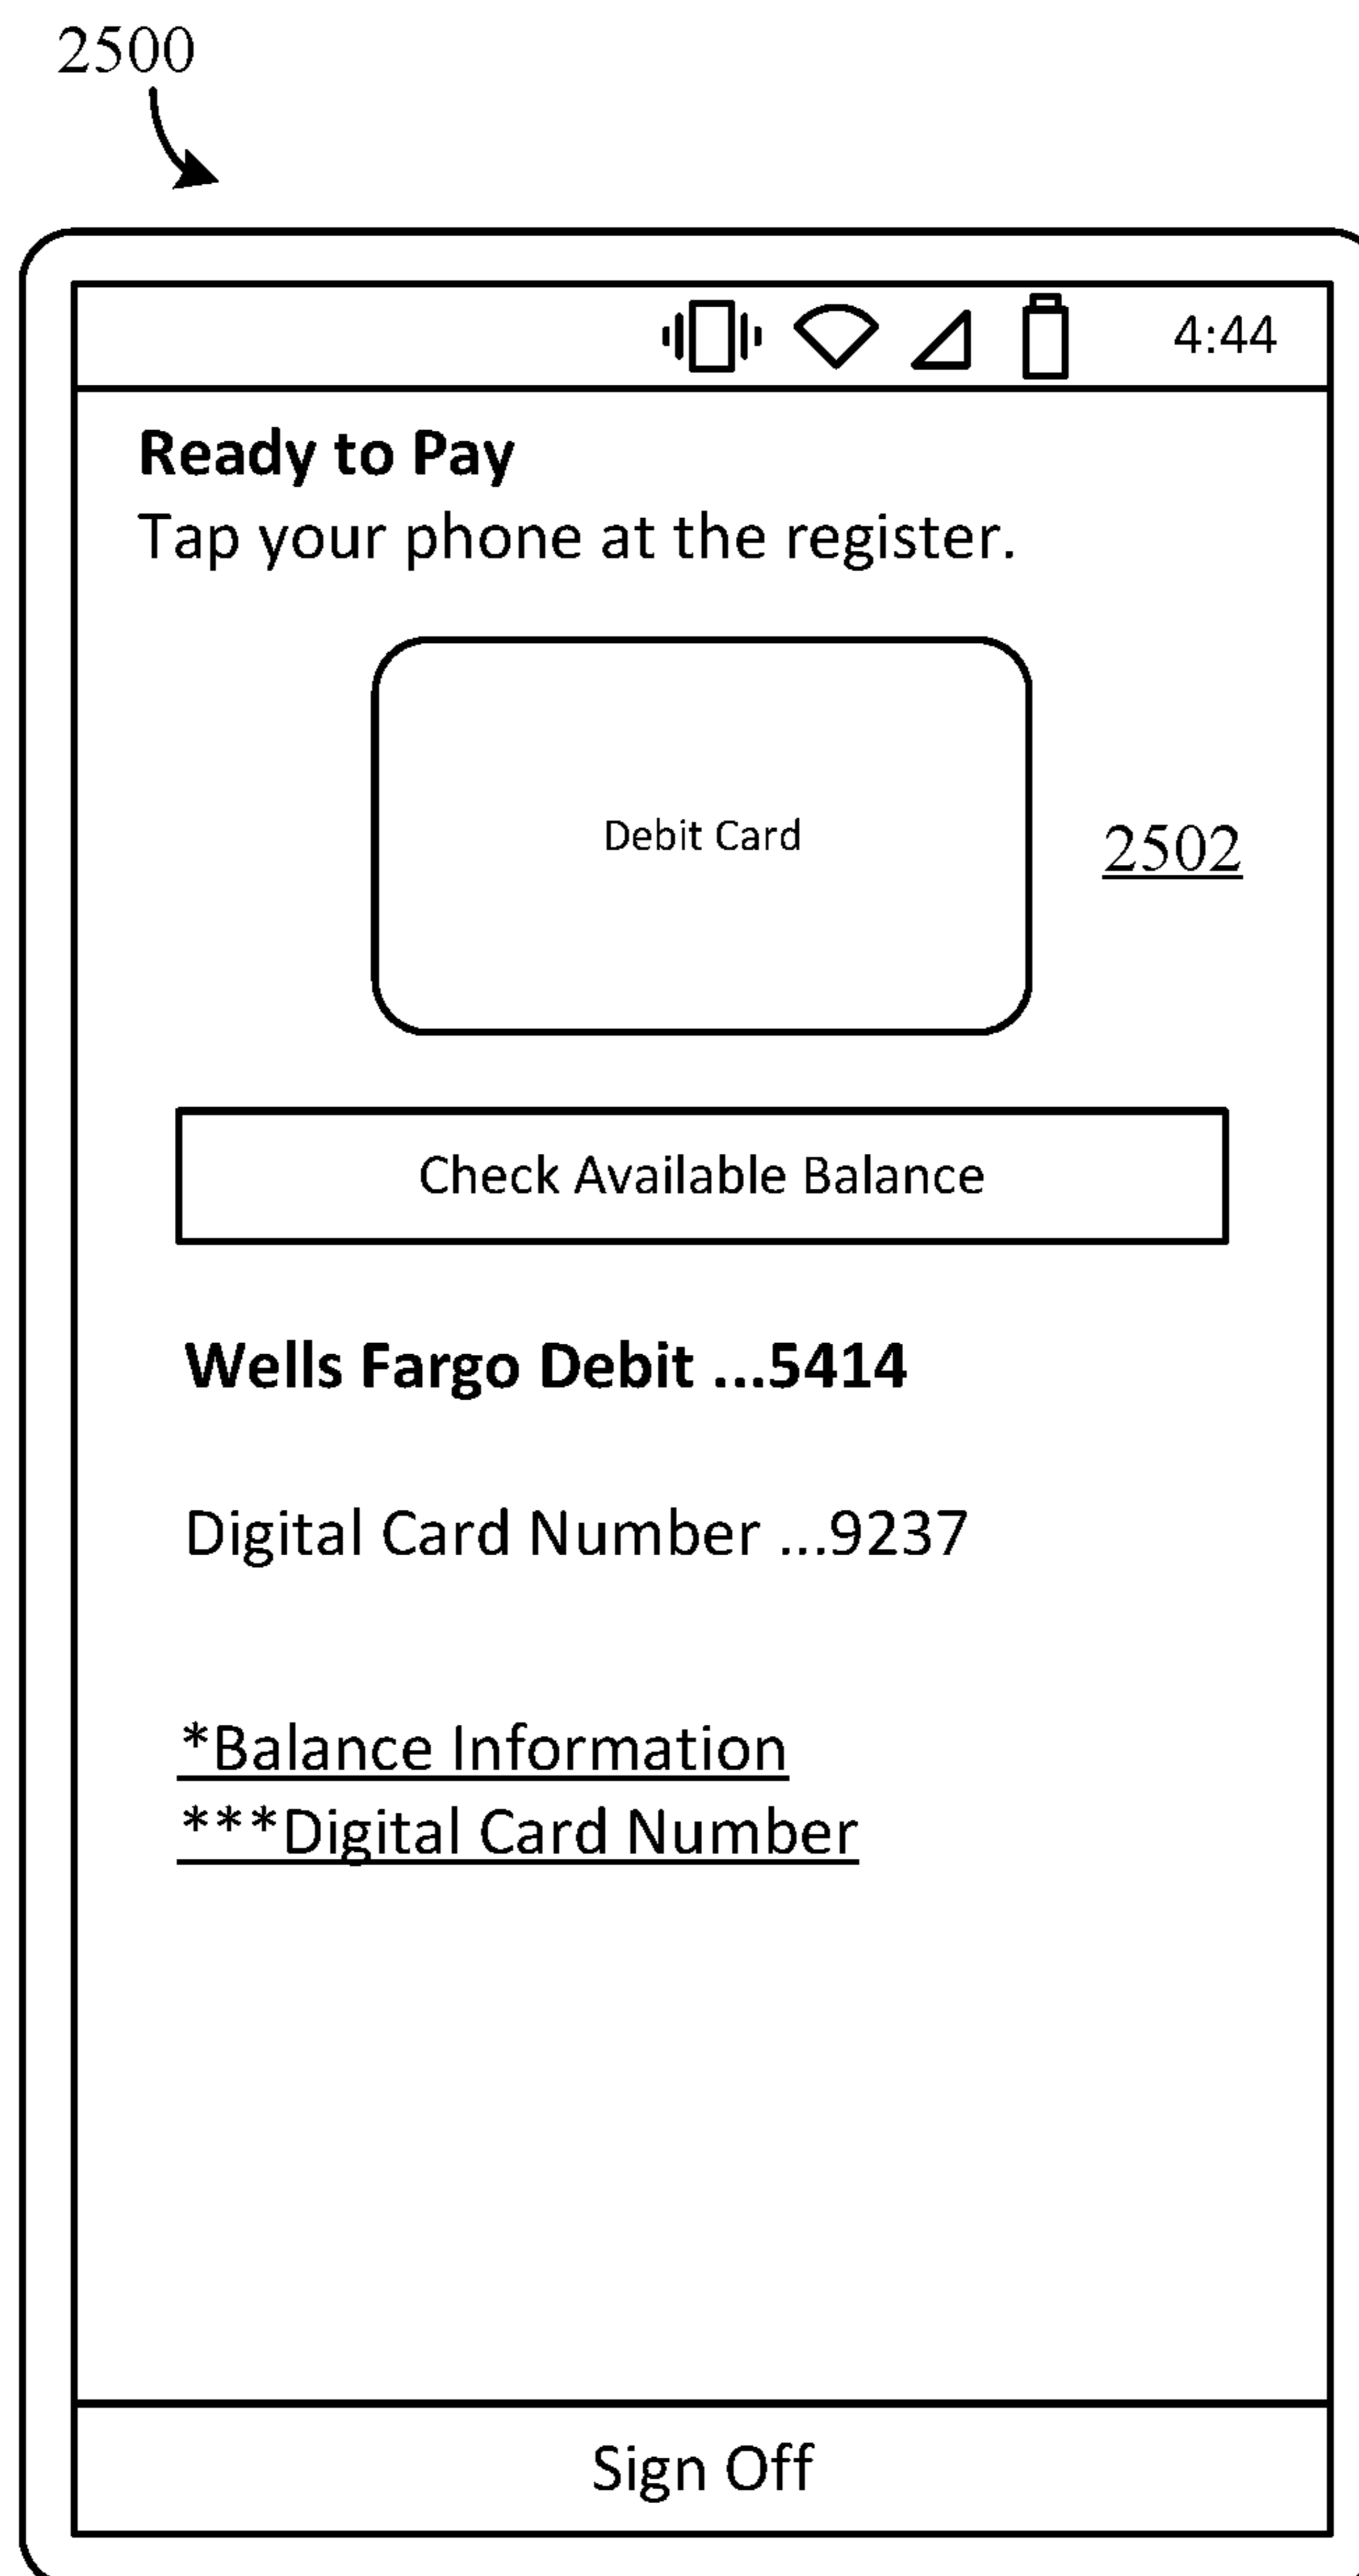 2500
4:44
Ready to Pay
Tap your phone at the register.
Debit Card
2502
Check Available Balance
Wells Fargo Debit ...5414
Digital Card Number ...9237
*Balance Information
***Digital Card Number
Sign Off